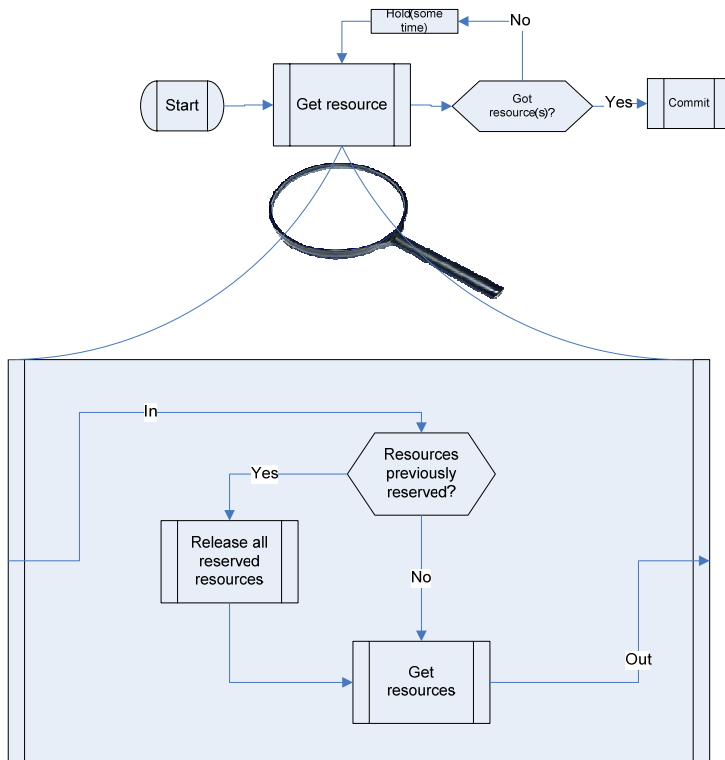 Hold(some
time)
No
Start
Get resource
Got
resource(s)?
Yes
Commit
In
Resources
previously
reserved?
Yes
Release all
reserved
resources
No
Get
resources
Out